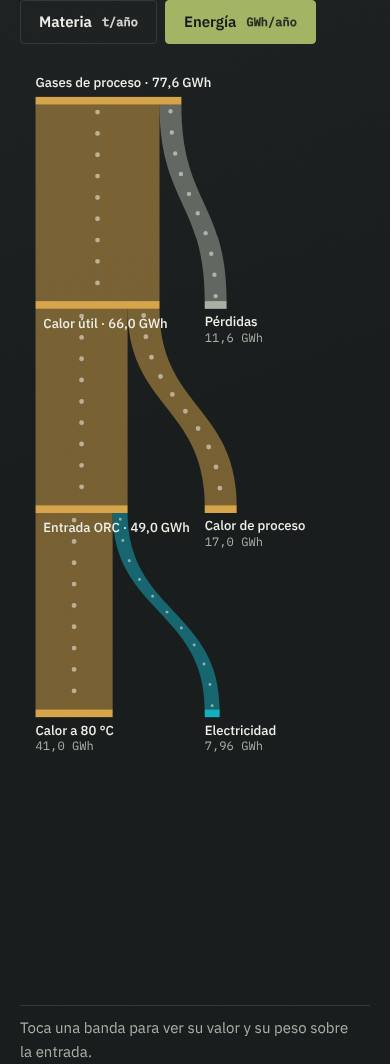 Materia t/año
Energía GWh/año
Gases de proceso · 77,6 GWh
Calor útil · 66,0 GWh
Pérdidas
11,6 GWh
Entrada ORC · 49,0 GWh
Calor de proceso
17,0 GWh
Calor a 80 °C
41,0 GWh
Electricidad
7,96 GWh
Toca una banda para ver su valor y su peso sobre
la entrada.